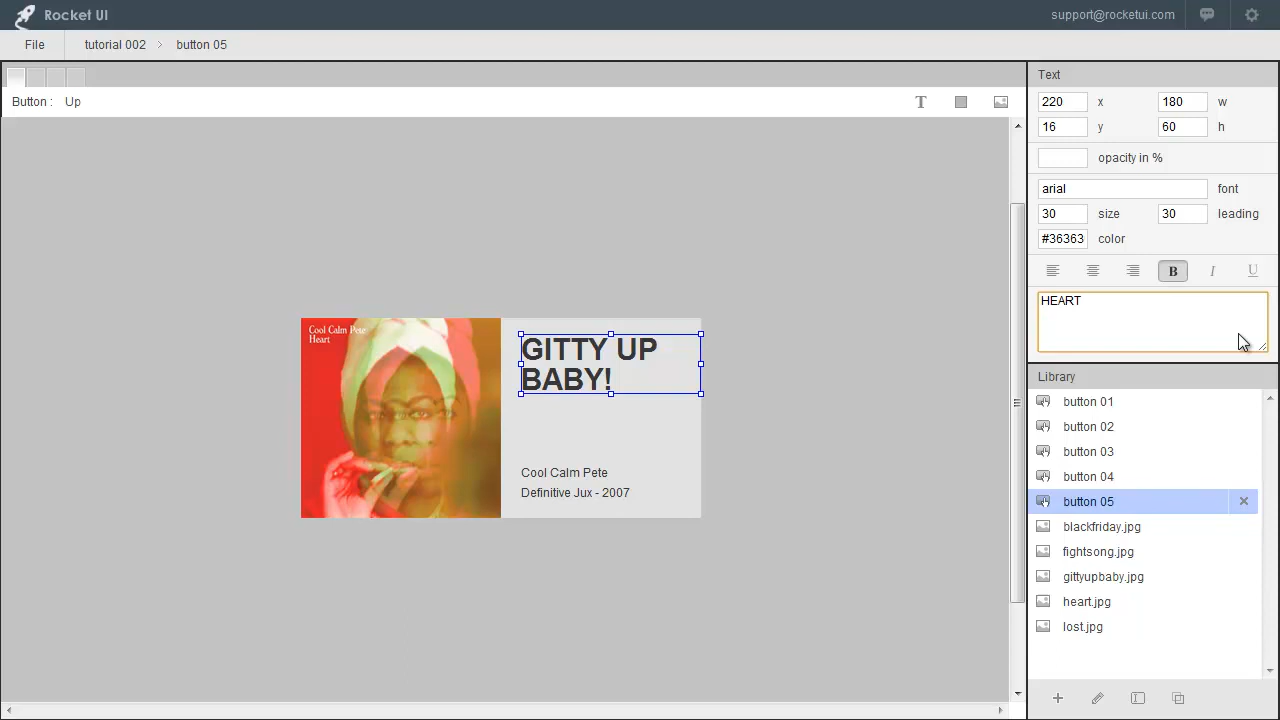 Rocket UI
support@rocketui.com
File
tutorial 002
button 05
Button :
Up
T
Cool Calm Pete
Heart
GITTY UP
BABY!
Cool Calm Pete
Definitive Jux - 2007
Text
220 x 180 w
16 y 60 h
opacity in %
arial font
30 size 30 leading
#36363 color
B I U
HEART
Library
button 01
button 02
button 03
button 04
button 05
blackfriday.jpg
fightsong.jpg
gittyupbaby.jpg
heart.jpg
lost.jpg